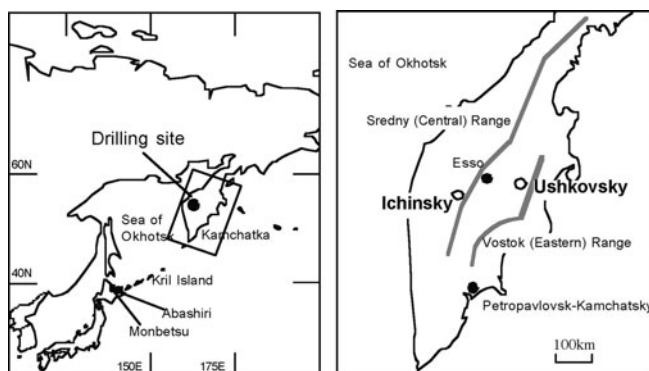 Drilling site
60N
Sea of
Okhotsk
Kamchatka
Kril Island
40N
Abashiri
Monbetsu
150E
175E
Sea of Okhotsk
Sredny (Central) Range
Esso
Ichinsky
Ushkovsky
Vostok (Eastern) Range
Petropavlovsk-Kamchatsky
100km